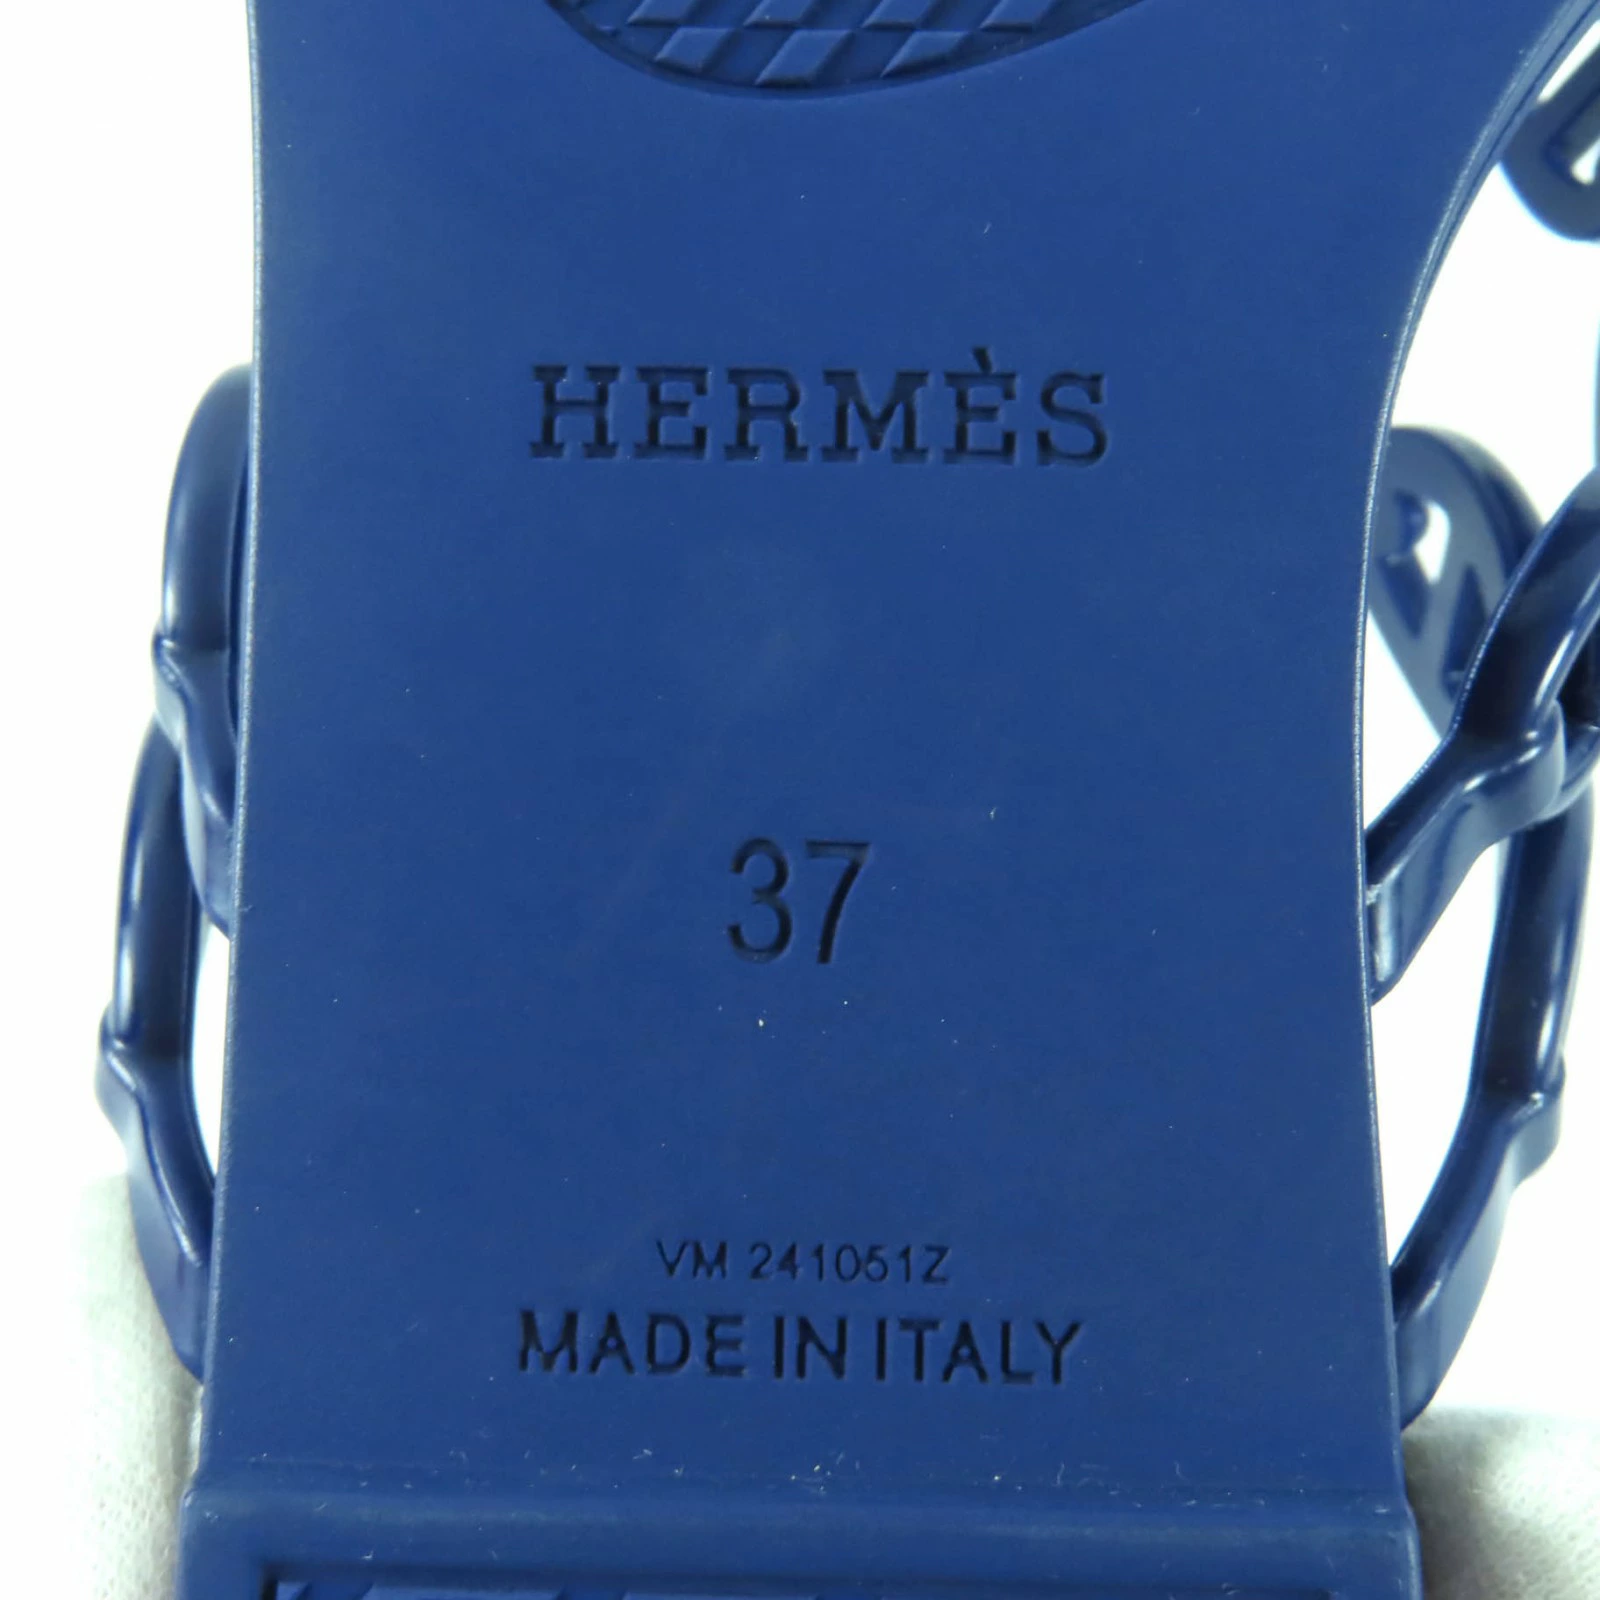 HERMÈS
37
VM 241051Z
MADE IN ITALY